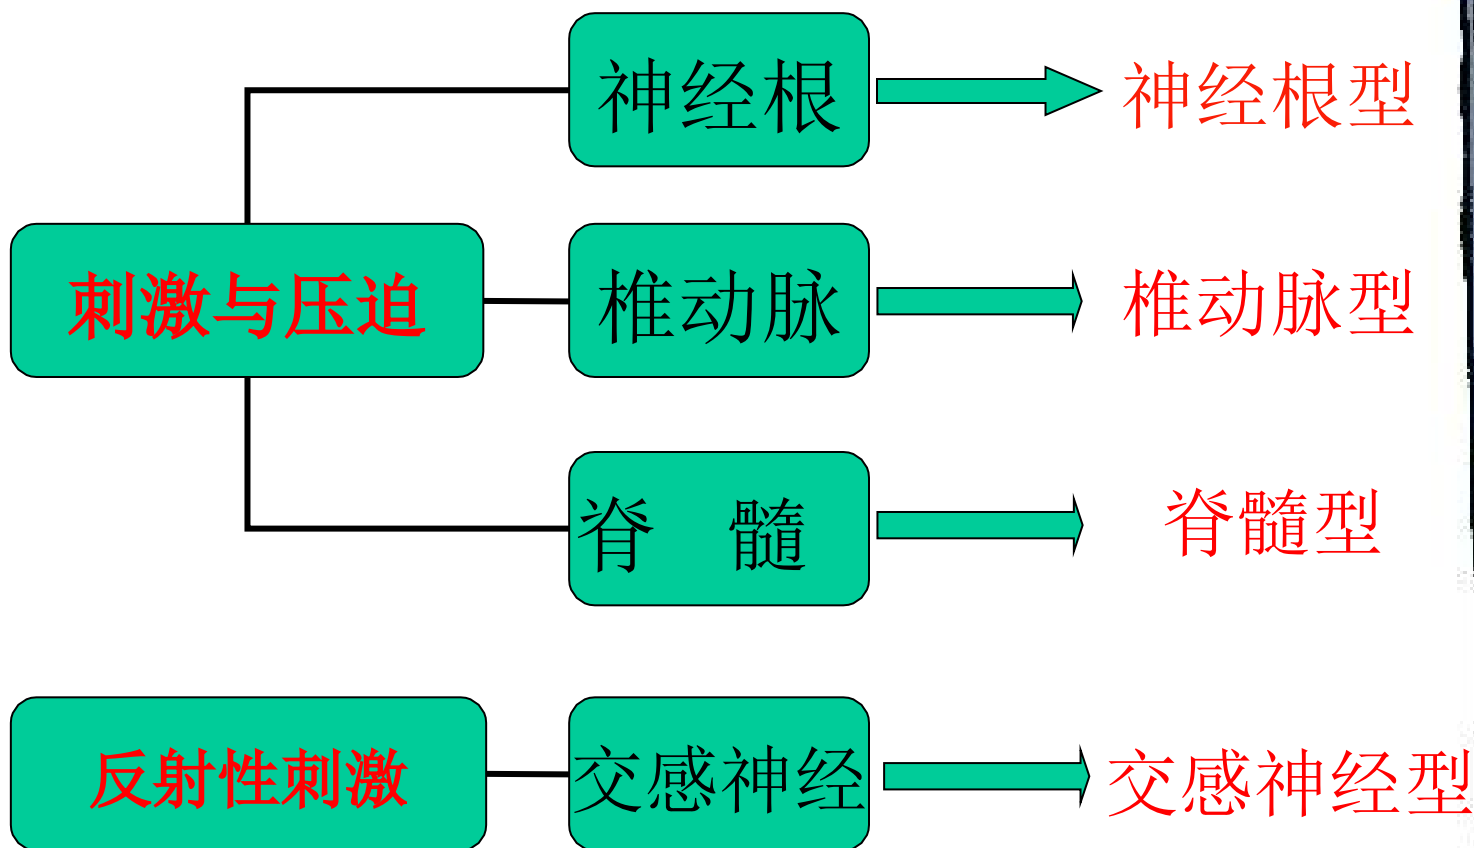 神经根
神经根型
刺激与压迫
椎动脉
椎动脉型
脊 髓
脊髓型
反射性刺激
交感神经
交感神经型